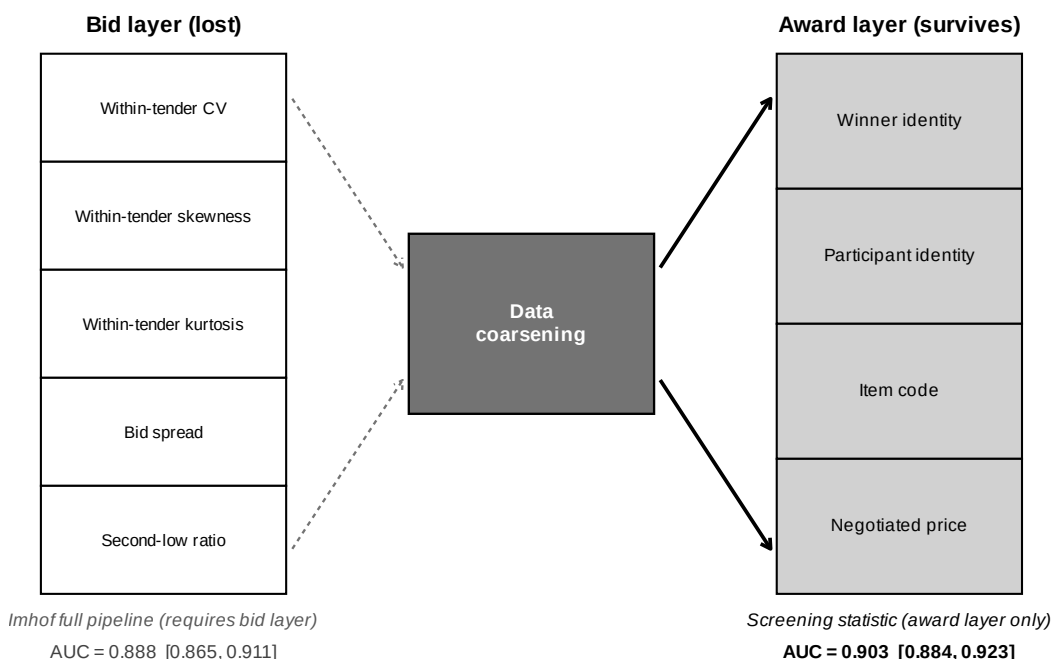 Bid layer (lost)
Within-tender CV
Within-tender skewness
Within-tender kurtosis
Bid spread
Second-low ratio
Imhof full pipeline (requires bid layer)
AUC = 0.888 [0.865, 0.911]
Data
coarsening
Award layer (survives)
Winner identity
Participant identity
Item code
Negotiated price
Screening statistic (award layer only)
AUC = 0.903 [0.884, 0.923]